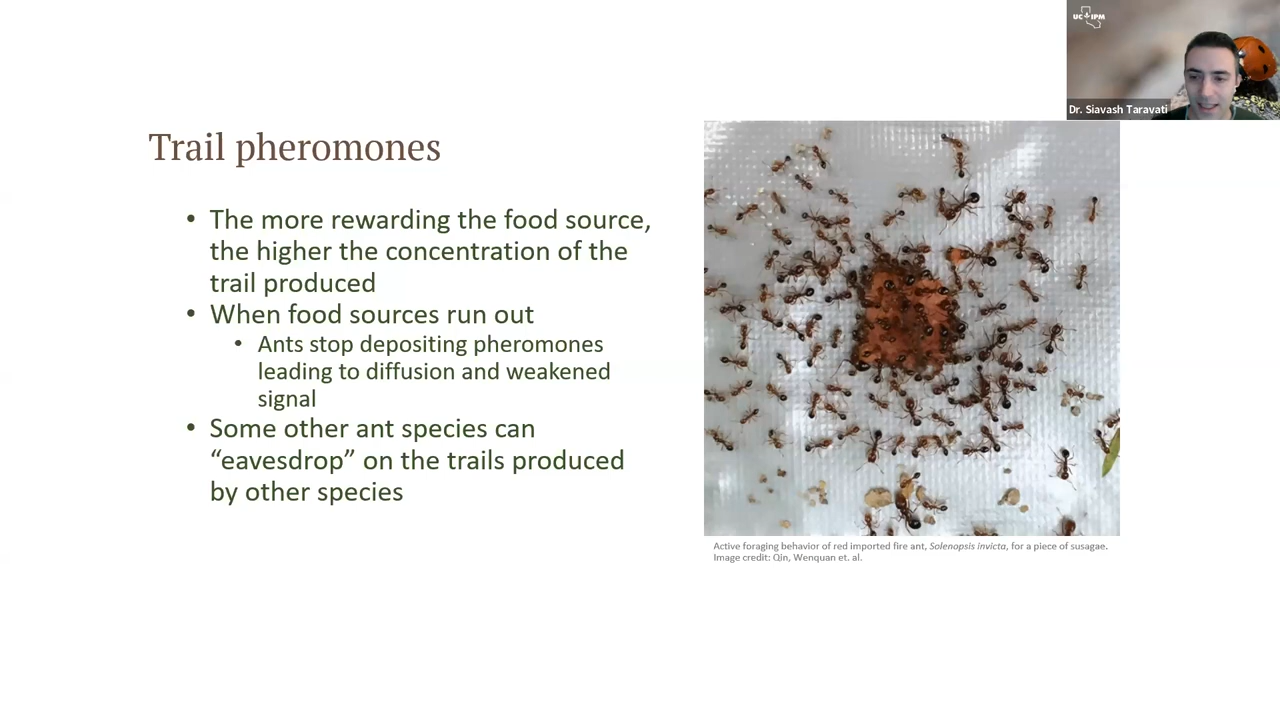 UC IPM
Dr. Siavash Taravati
Trail pheromones
• The more rewarding the food source,
the higher the concentration of the
trail produced
• When food sources run out
• Ants stop depositing pheromones
leading to diffusion and weakened
signal
• Some other ant species can
“eavesdrop” on the trails produced
by other species
Active foraging behavior of red imported fire ant, Solenopsis invicta, for a piece of susagae.
Image credit: Qin, Wenquan et. al.